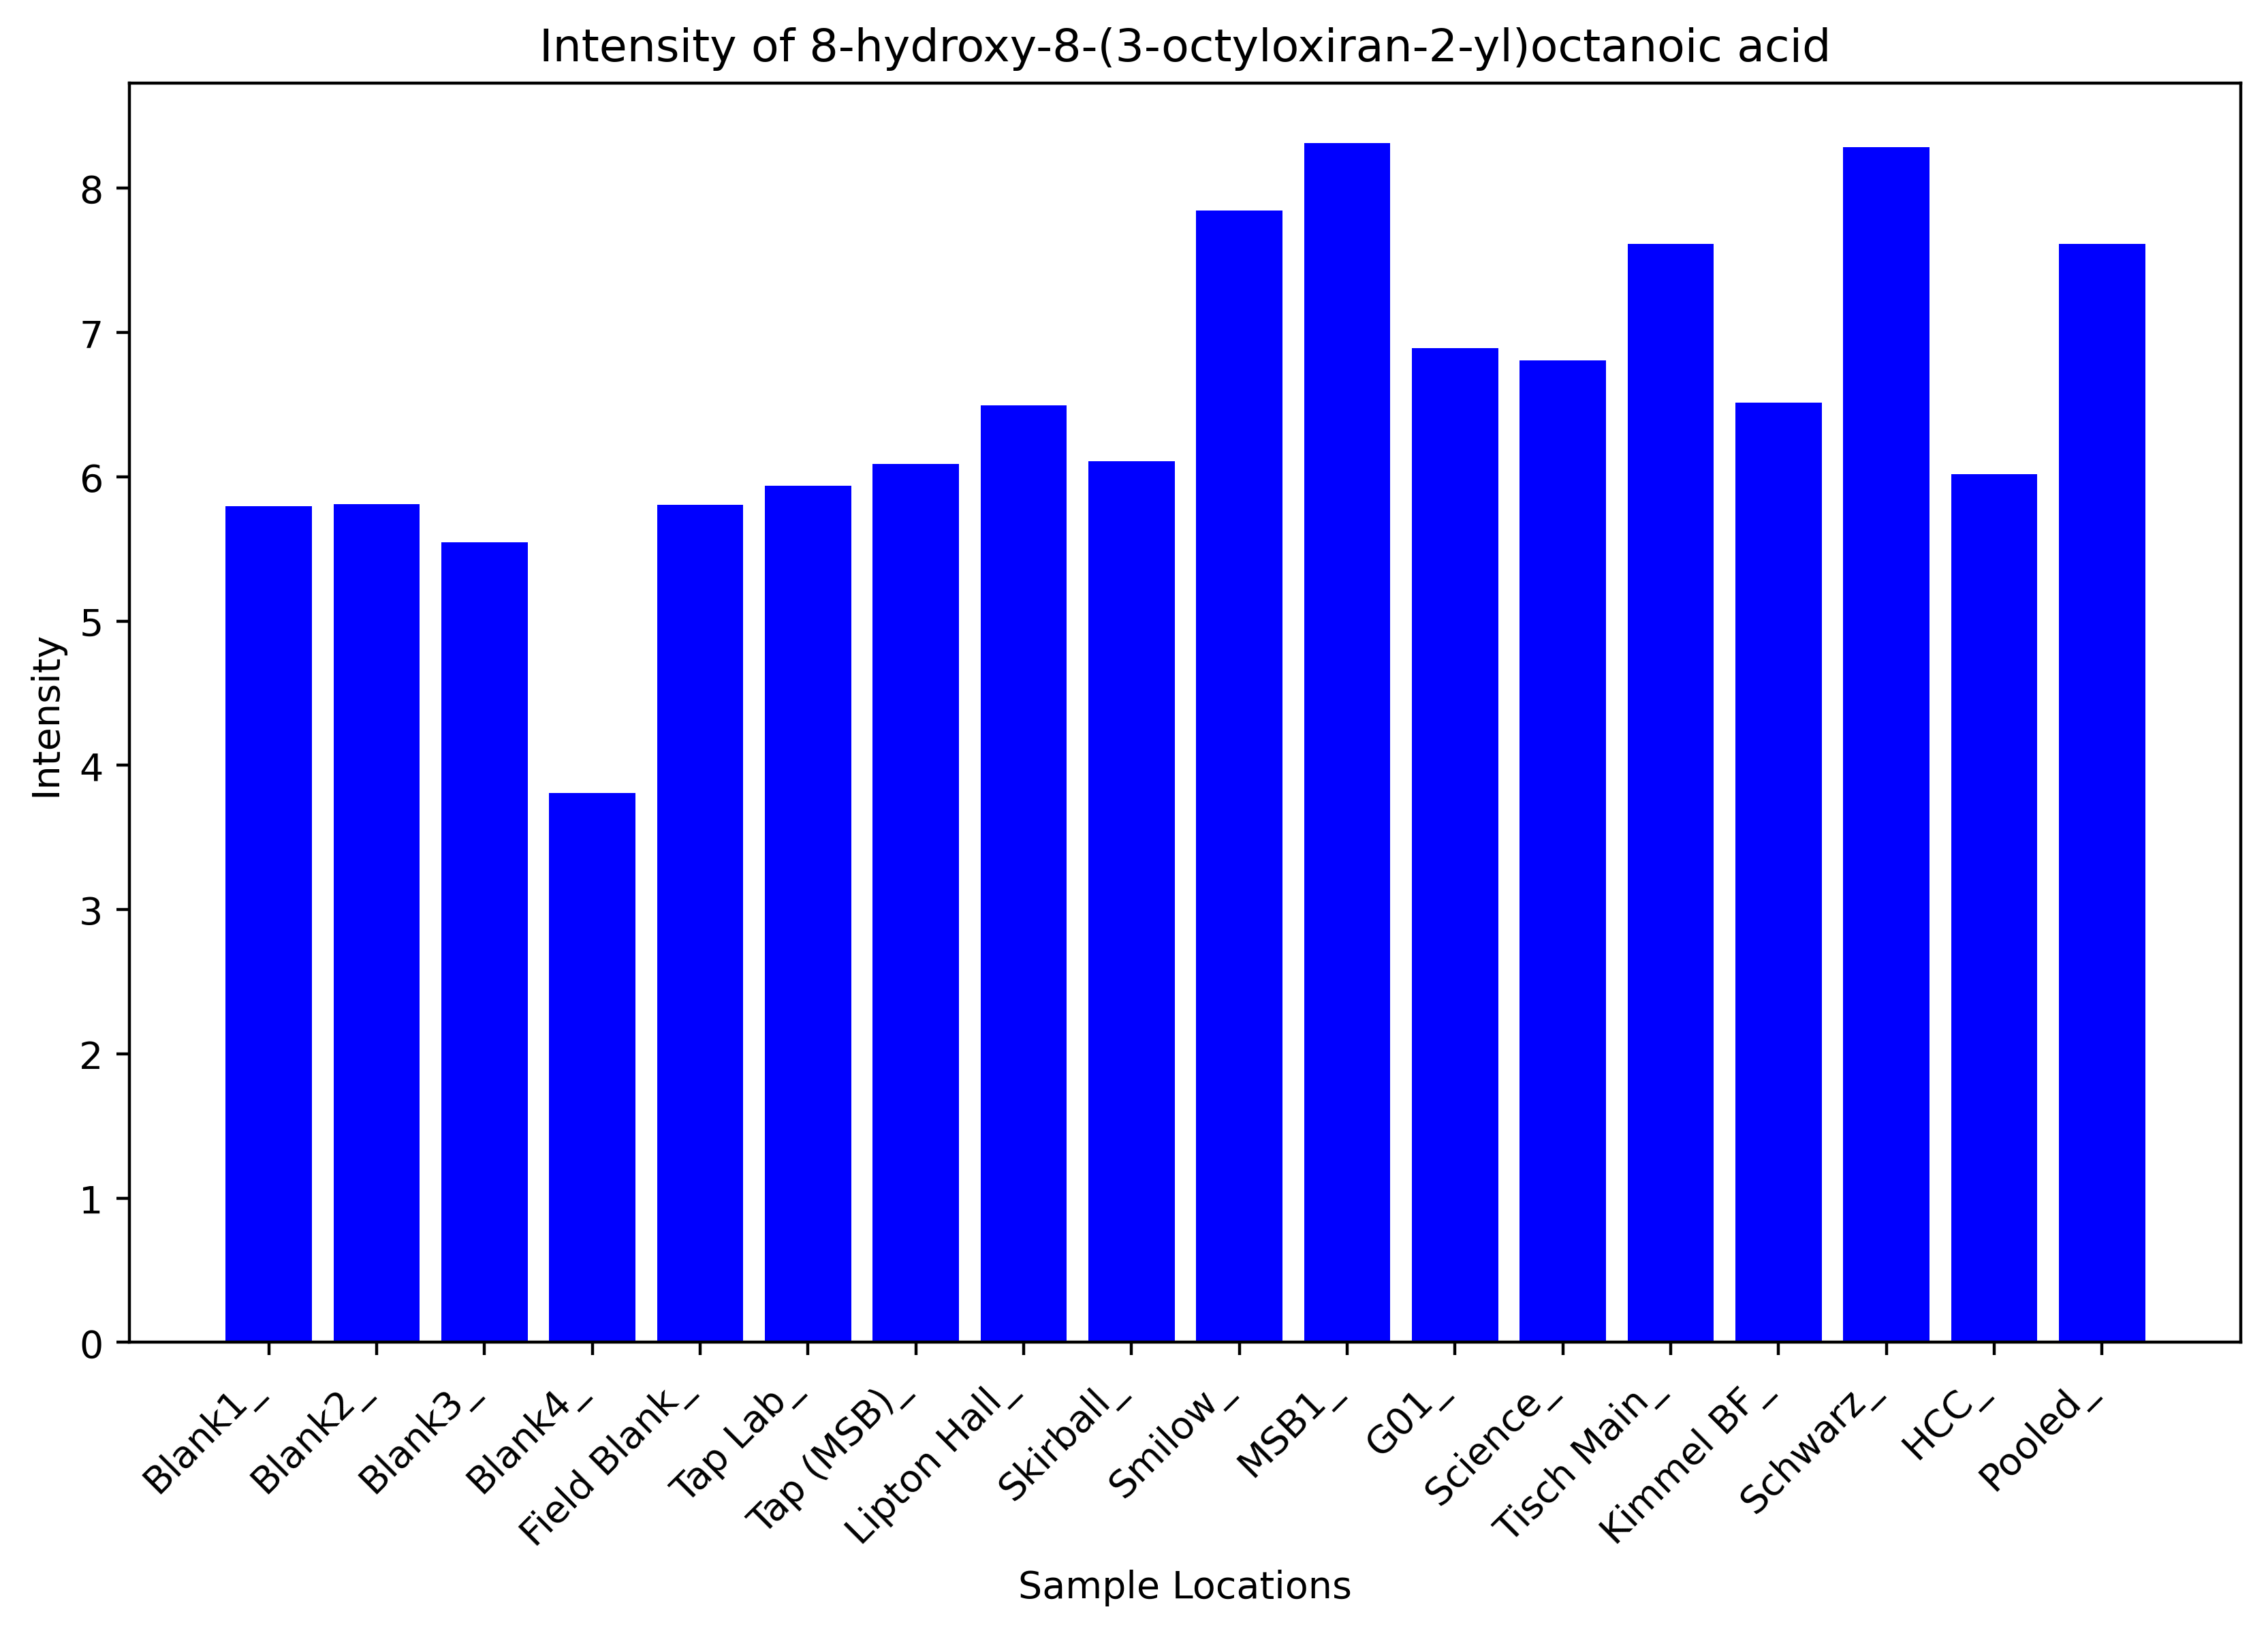 Intensity of 8-hydroxy-8-(3-octyloxiran-2-yl)octanoic acid
Intensity
8
7
6
5
4
3
2
1
0
Blank1_
Blank2_
Blank3_
Blank4_
Field Blank_
Tap Lab_
Tap (MSB)_
Lipton Hall_
Skirball_
Smilow_
MSB1_
G01_
Science_
Tisch Main_
Kimmel BF_
Schwarz_
HCC_
Pooled_
Sample Locations